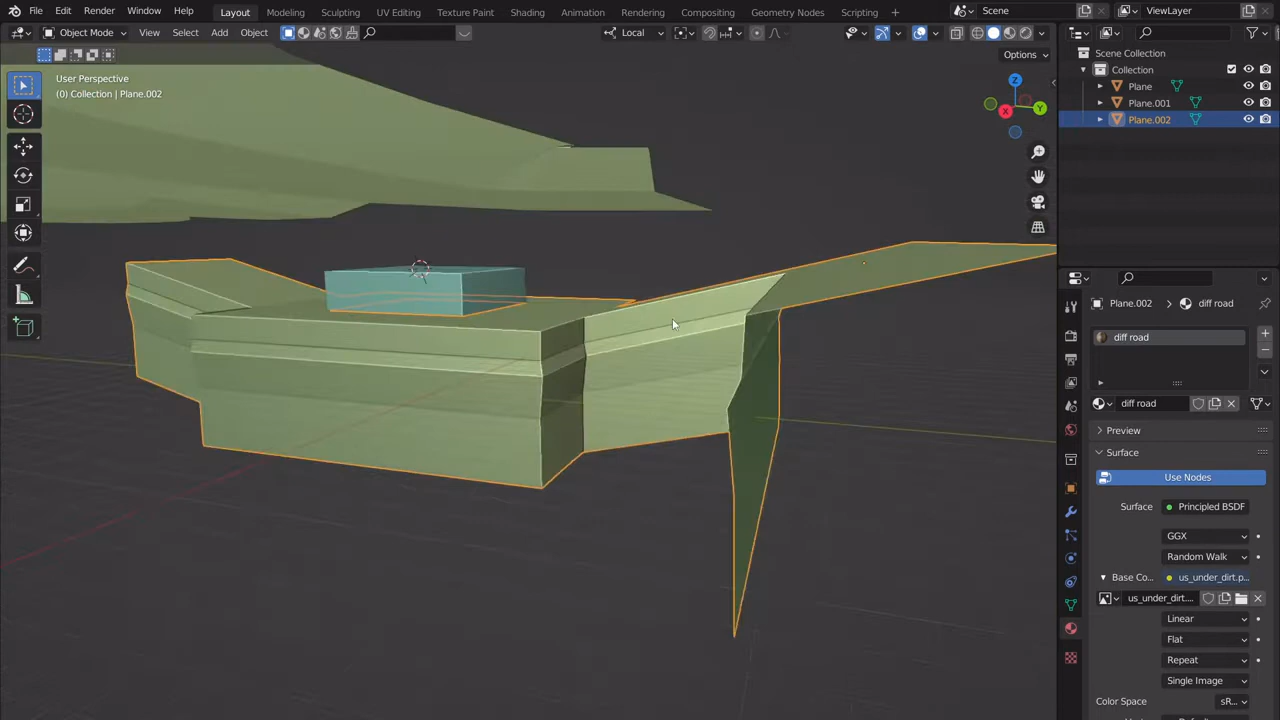 File Edit Render Window Help
Layout Modeling Sculpting UV Editing Texture Paint Shading Animation Rendering Compositing Geometry Nodes Scripting +
Scene
ViewLayer
Object Mode View Select Add Object
Local
Options
User Perspective
(0) Collection | Plane.002
Z
Y
X
Scene Collection
Collection
Plane
Plane.001
Plane.002
Plane.002 > diff road
diff road
diff road
Preview
Surface
Use Nodes
Surface Principled BSDF
GGX
Random Walk
Base Co... us_under_dirt.p...
us_under_dirt....
Linear
Flat
Repeat
Single Image
Color Space sR...